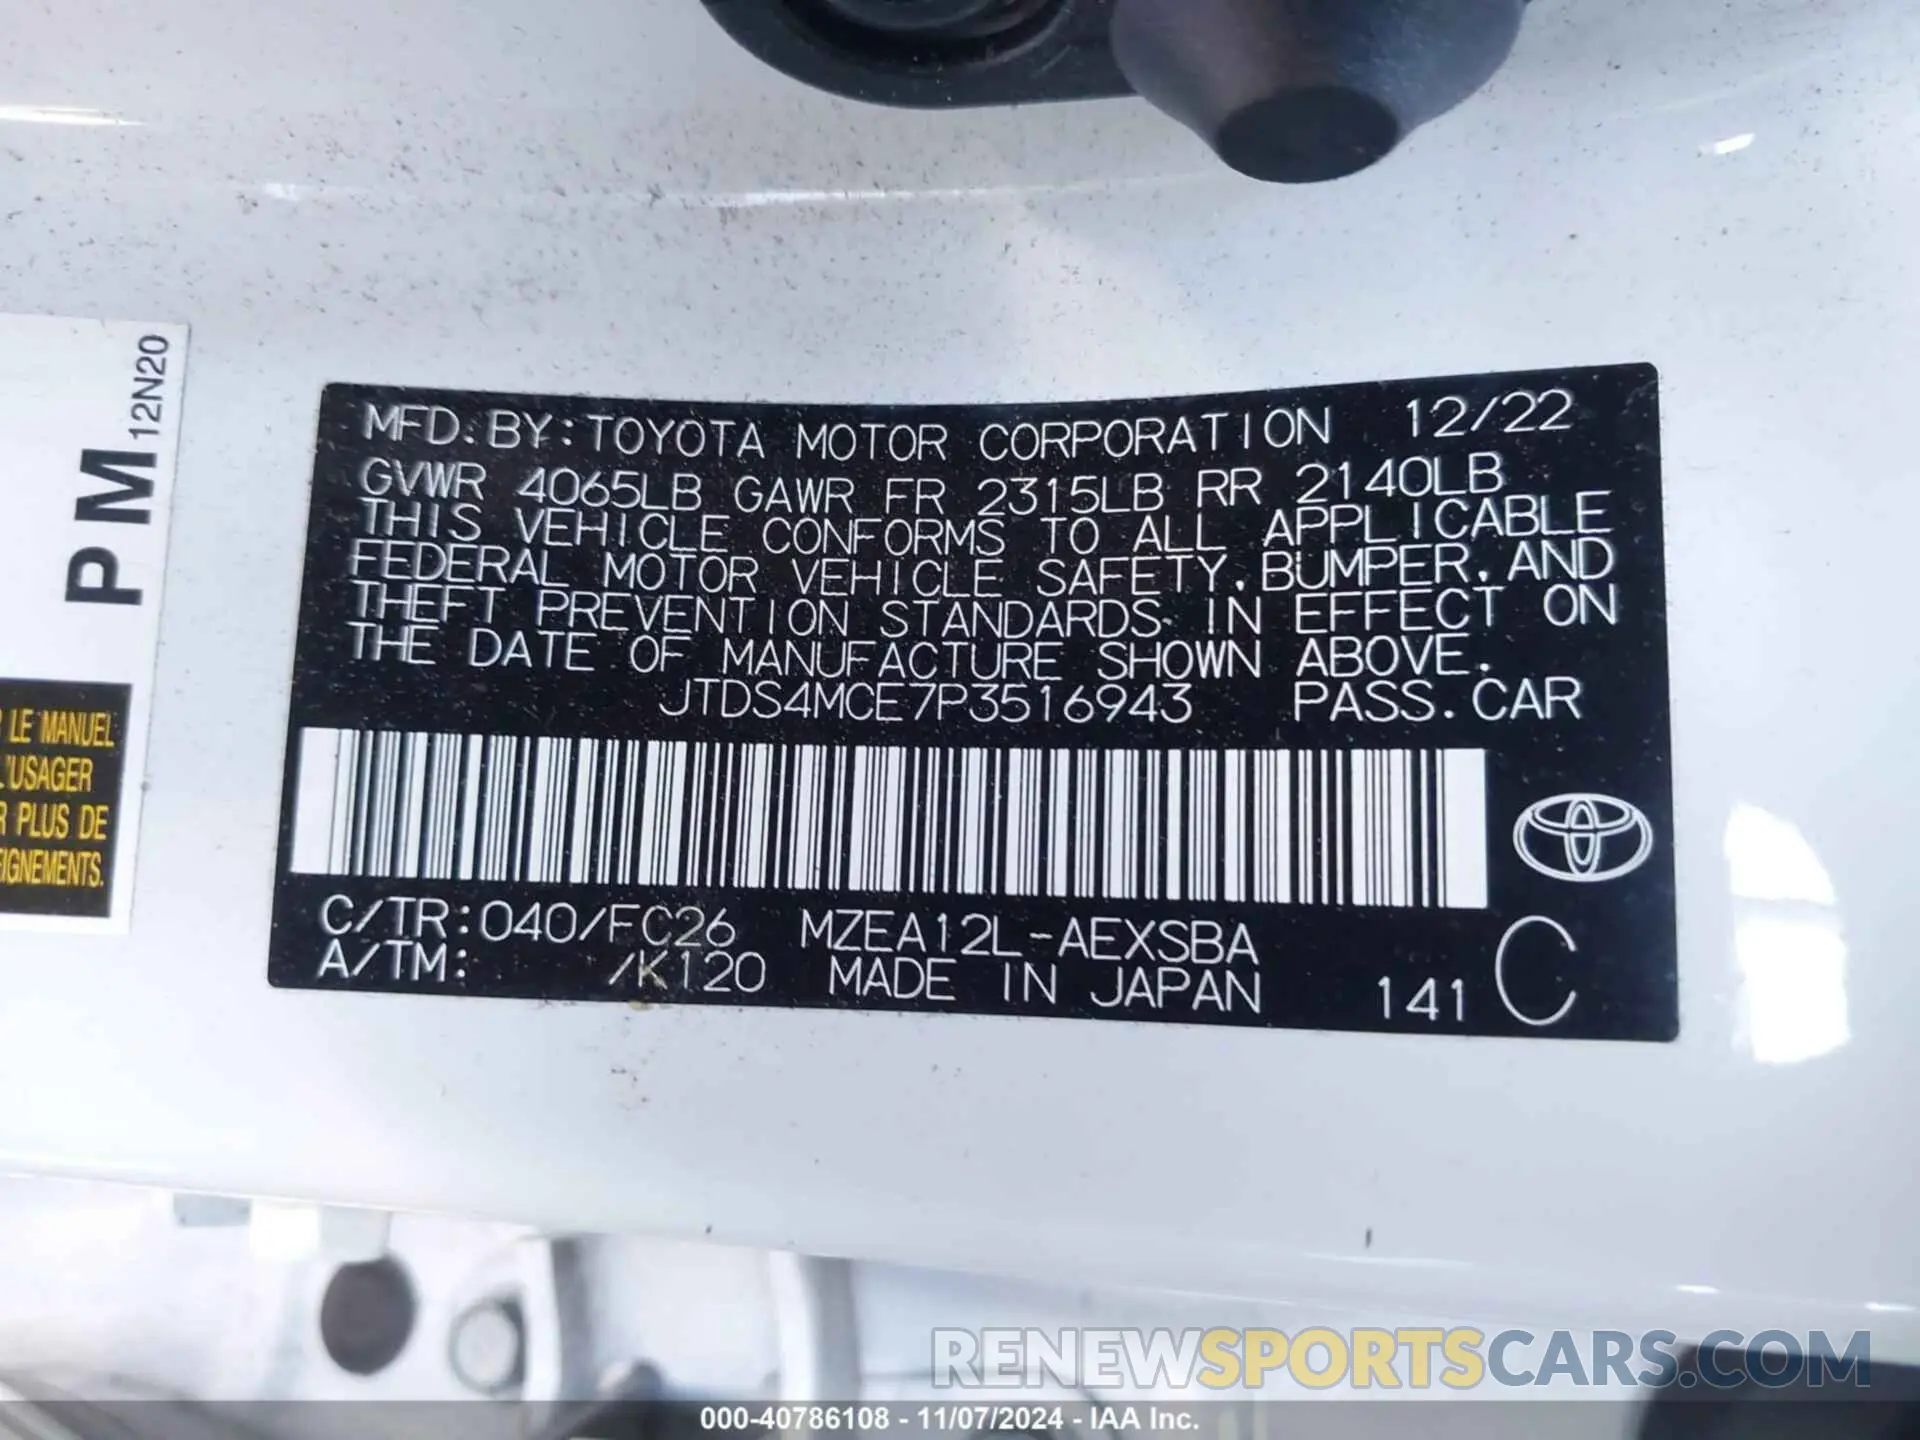 PM 12N20
LE MANUEL
L'USAGER
R PLUS DE
EIGNEMENTS.
MFD. BY: TOYOTA MOTOR CORPORATION 12/22
GVWR 4065LB GAWR FR 2315LB RR 2140LB
THIS VEHICLE CONFORMS TO ALL APPLICABLE
FEDERAL MOTOR VEHICLE SAFETY, BUMPER, AND
THEFT PREVENTION STANDARDS IN EFFECT ON
THE DATE OF MANUFACTURE SHOWN ABOVE.
JTDS4MCE7P3516943 PASS. CAR
C/TR: 040/FC26 MZEA12L-AEXSBA
A/TM: /K120 MADE IN JAPAN 141 C
RENEWSPORTSCARS.COM
000-40786108 - 11/07/2024 - IAA Inc.